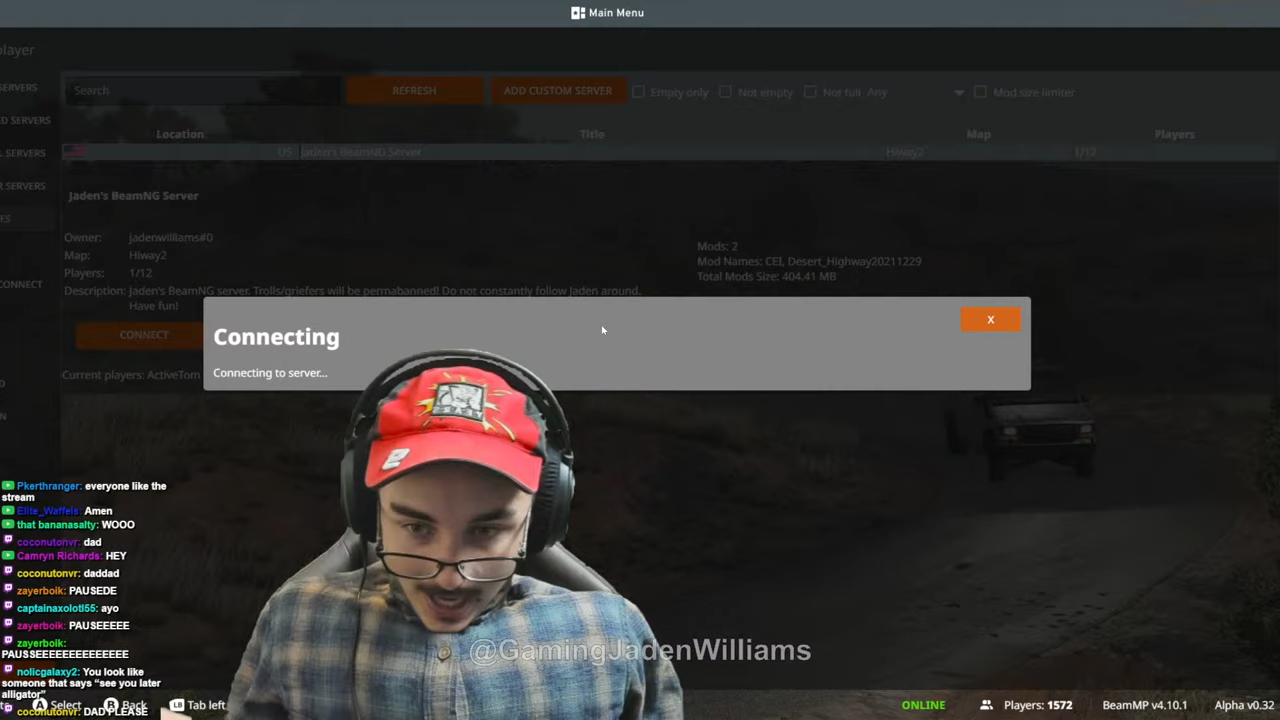 Main Menu
player
Search
REFRESH
ADD CUSTOM SERVER
Empty only
Not empty
Not full
Any
Mod size limiter
SERVERS
D SERVERS
L SERVERS
R SERVERS
ES
CONNECT
Location
Title
Map
Players
US
Jaden's BeamNG Server
Hiway2
1/12
Jaden's BeamNG Server
Owner: jadenwilliams#0
Map: Hiway2
Players: 1/12
Description: Jaden's BeamNG server. Trolls/griefers will be permabanned! Do not constantly follow Jaden around.
Have fun!
Mods: 2
Mod Names: CEI, Desert_Highway20211229
Total Mods Size: 404.41 MB
CONNECT
Current players: ActiveTom
Connecting
X
Connecting to server...
Pkerthranger: everyone like the
stream
Elite_Waffels: Amen
that bananasalty: WOOO
coconutonvr: dad
Camryn Richards: HEY
coconutonvr: daddad
zayerboik: PAUSEDE
captainaxolotl55: ayo
zayerboik: PAUSEEEEE
zayerboik:
PAUSSEEEEEEEEEEEEEE
nolicgalaxy2: You look like
someone that says “see you later
alligator”
coconutonvr: DAD PLEASE
@GamingJadenWilliams
A Select
B Back
LB Tab left
ONLINE
Players: 1572
BeamMP v4.10.1
Alpha v0.32